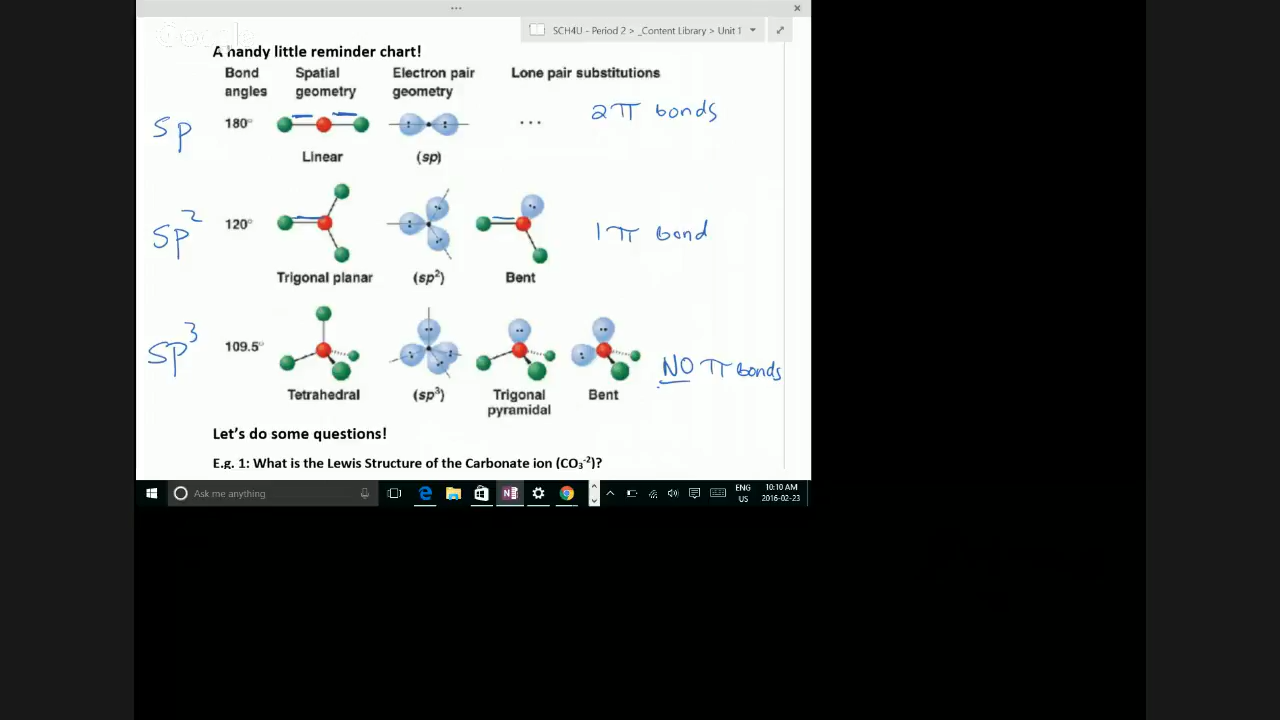 Google
SCH4U - Period 2 > _Content Library > Unit 1
A handy little reminder chart!
Bond angles Spatial geometry Electron pair geometry Lone pair substitutions
sp 180° ... 2π bonds
Linear (sp)
sp² 120° 1π bond
Trigonal planar (sp²) Bent
sp³ 109.5° NO π bonds
Tetrahedral (sp³) Trigonal pyramidal Bent
Let's do some questions!
E.g. 1: What is the Lewis Structure of the Carbonate ion (CO₃⁻²)?
Ask me anything
ENG US
10:10 AM
2016-02-23